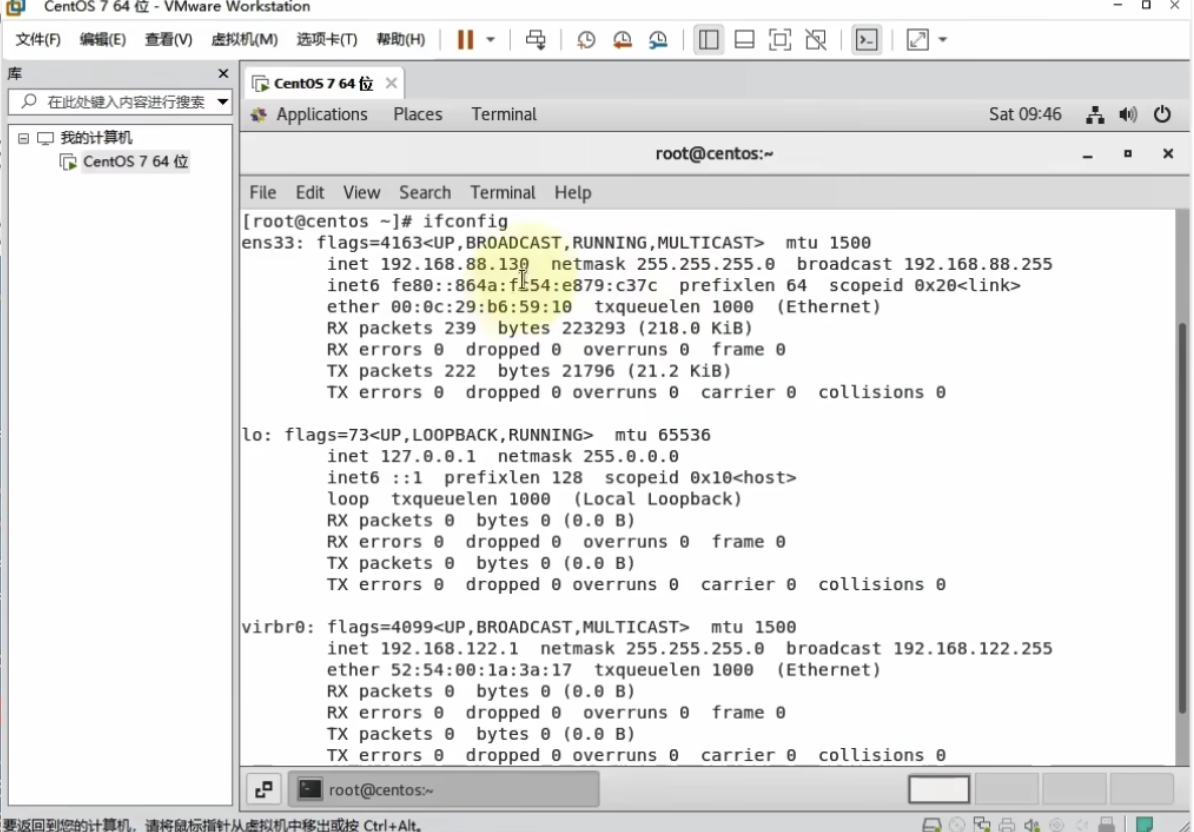 CentOS 7 64 位 - VMware Workstation
文件(F) 编辑(E) 查看(V) 虚拟机(M) 选项卡(T) 帮助(H)
库
在此处键入内容进行搜索
我的计算机
CentOS 7 64 位
CentOS 7 64 位
Applications Places Terminal Sat 09:46
root@centos:~
File Edit View Search Terminal Help
[root@centos ~]# ifconfig
ens33: flags=4163<UP,BROADCAST,RUNNING,MULTICAST>  mtu 1500
        inet 192.168.88.130  netmask 255.255.255.0  broadcast 192.168.88.255
        inet6 prefixlen 64  scopeid 0x20<link>
        ether 00:0c:29:b6:59:10  txqueuelen 1000  (Ethernet)
        RX packets 239  bytes 223293 (218.0 KiB)
        RX errors 0  dropped 0  overruns 0  frame 0
        TX packets 222  bytes 21796 (21.2 KiB)
        TX errors 0  dropped 0 overruns 0  carrier 0  collisions 0
lo: flags=73<UP,LOOPBACK,RUNNING>  mtu 65536
        inet 127.0.0.1  netmask 255.0.0.0
        inet6 ::1  prefixlen 128  scopeid 0x10<host>
        loop  txqueuelen 1000  (Local Loopback)
        RX packets 0  bytes 0 (0.0 B)
        RX errors 0  dropped 0  overruns 0  frame 0
        TX packets 0  bytes 0 (0.0 B)
        TX errors 0  dropped 0 overruns 0  carrier 0  collisions 0
virbr0: flags=4099<UP,BROADCAST,MULTICAST>  mtu 1500
        inet 192.168.122.1  netmask 255.255.255.0  broadcast 192.168.122.255
        ether 52:54:00:1a:3a:17  txqueuelen 1000  (Ethernet)
        RX packets 0  bytes 0 (0.0 B)
        RX errors 0  dropped 0  overruns 0  frame 0
        TX packets 0  bytes 0 (0.0 B)
        TX errors 0  dropped 0 overruns 0  carrier 0  collisions 0
root@centos:~
要返回到您的计算机，请将鼠标指针从虚拟机中移出或按 Ctrl+Alt。